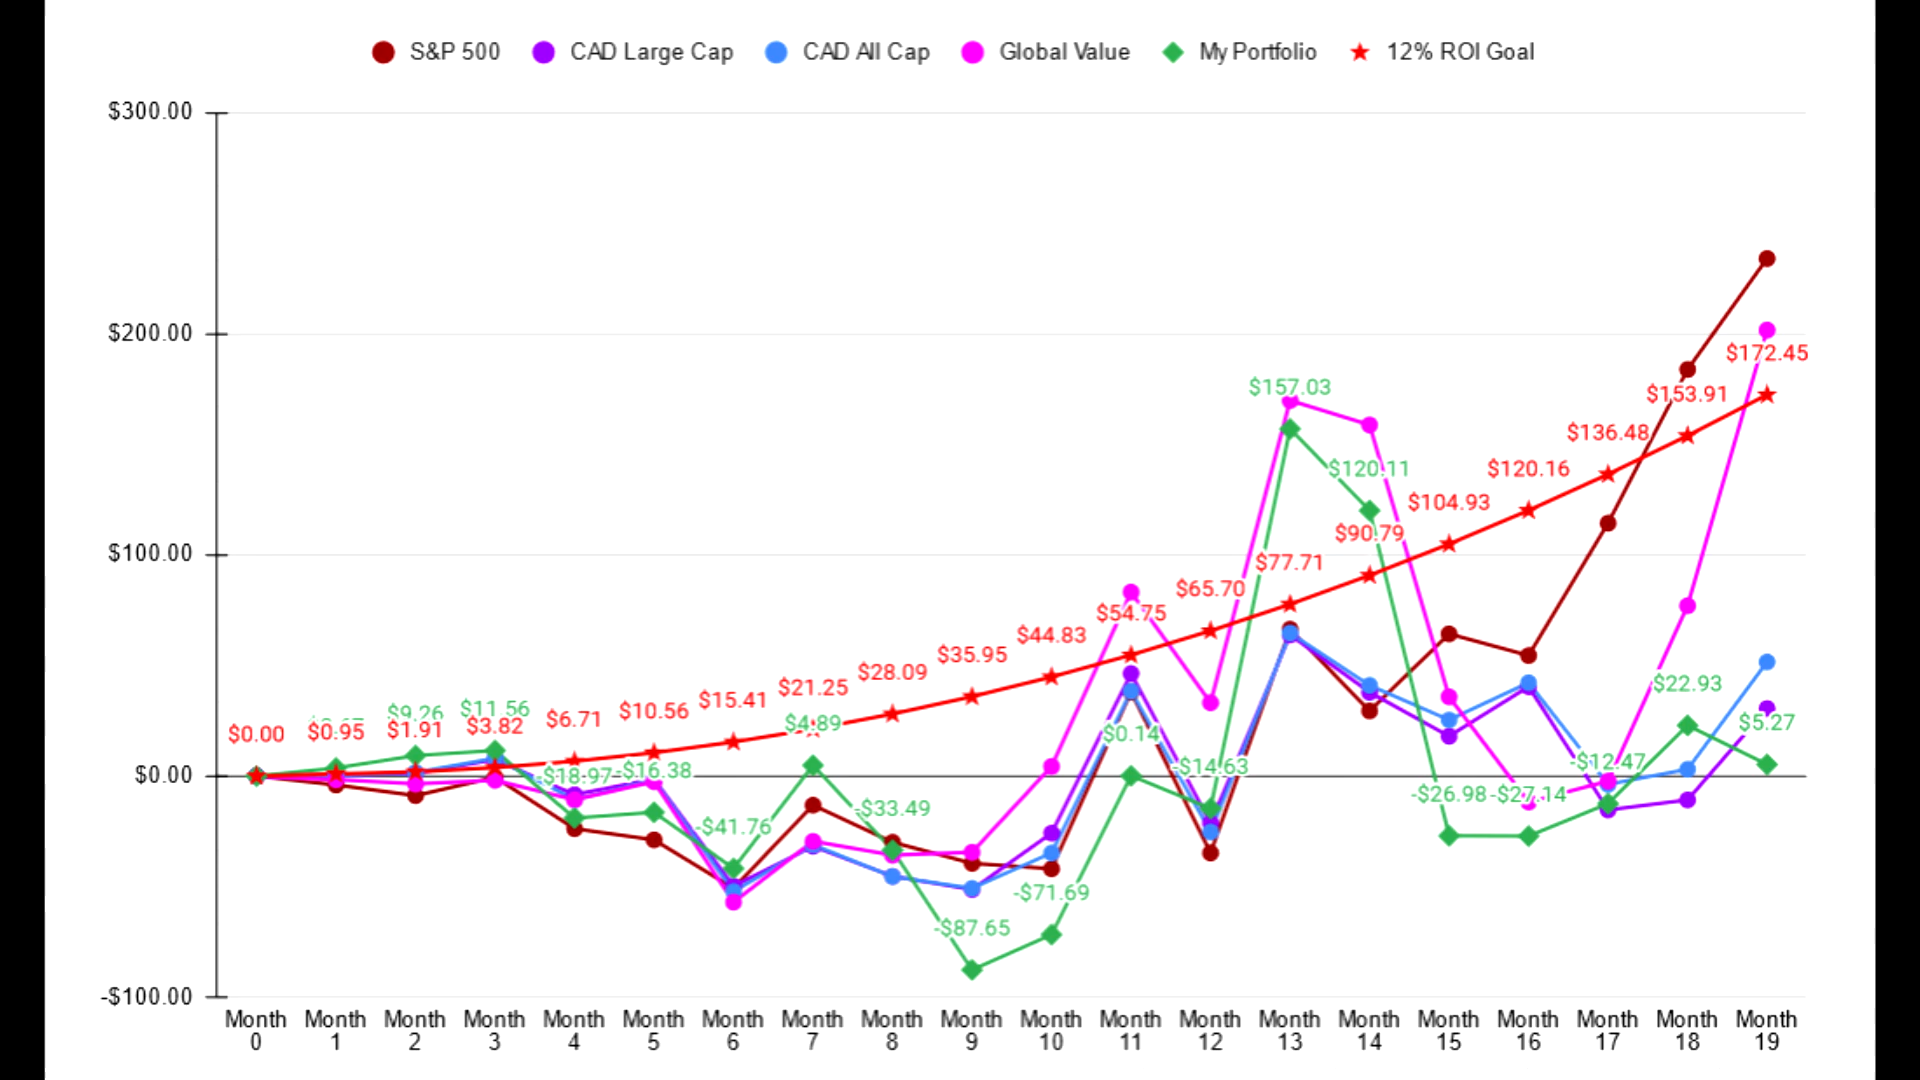 S&P 500 CAD Large Cap CAD All Cap Global Value My Portfolio 12% ROI Goal
$300.00
$200.00
$100.00
$0.00
-$100.00
$0.00 $0.95 $1.91 $3.82 $6.71 $10.56 $15.41 $21.25 $28.09 $35.95 $44.83 $54.75 $65.70 $77.71 $90.79 $104.93 $120.16 $136.48 $153.91 $172.45
$9.26 $11.56 -$18.97 -$16.38 -$41.76 $4.89 -$33.49 -$87.65 -$71.69 $0.14 -$14.63 $157.03 $120.11 -$26.98 -$27.14 -$12.47 $22.93 $5.27
Month Month Month Month Month Month Month Month Month Month Month Month Month Month Month Month Month Month Month Month
0 1 2 3 4 5 6 7 8 9 10 11 12 13 14 15 16 17 18 19